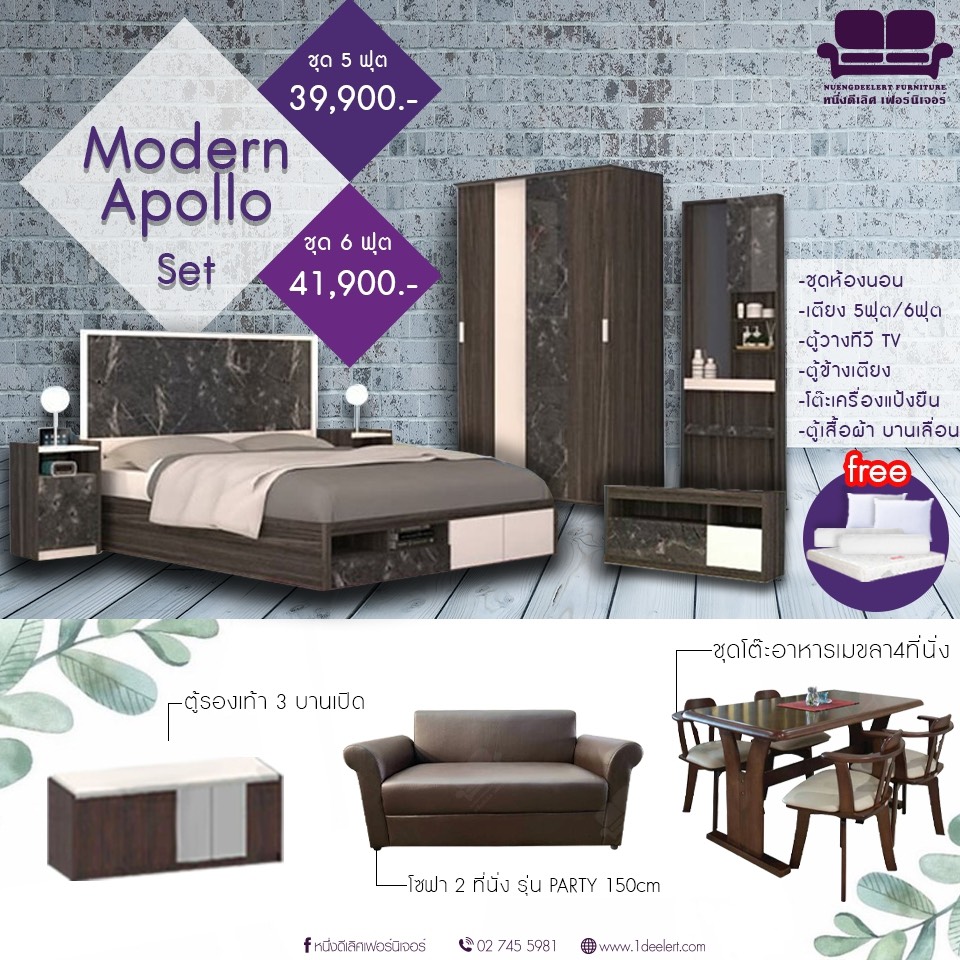 ชุด 5 ฟุต
39,900.-
Modern
Apollo
Set
ชุด 6 ฟุต
41,900.-
NUENGDEELERT FURNITURE
หนึ่งดีเลิศ เฟอร์นิเจอร์
-ชุดห้องนอน
-เตียง 5ฟุต/6ฟุต
-ตู้วางทีวี TV
-ตู้ข้างเตียง
-โต๊ะเครื่องแป้งยืน
-ตู้เสื้อผ้า บานเลื่อน
free
ชุดโต๊ะอาหารเมขลา4ที่นั่ง
ตู้รองเท้า 3 บานเปิด
โซฟา 2 ที่นั่ง รุ่น PARTY 150cm
หนึ่งดีเลิศเฟอร์นิเจอร์ 02 745 5981 www.1deelert.com